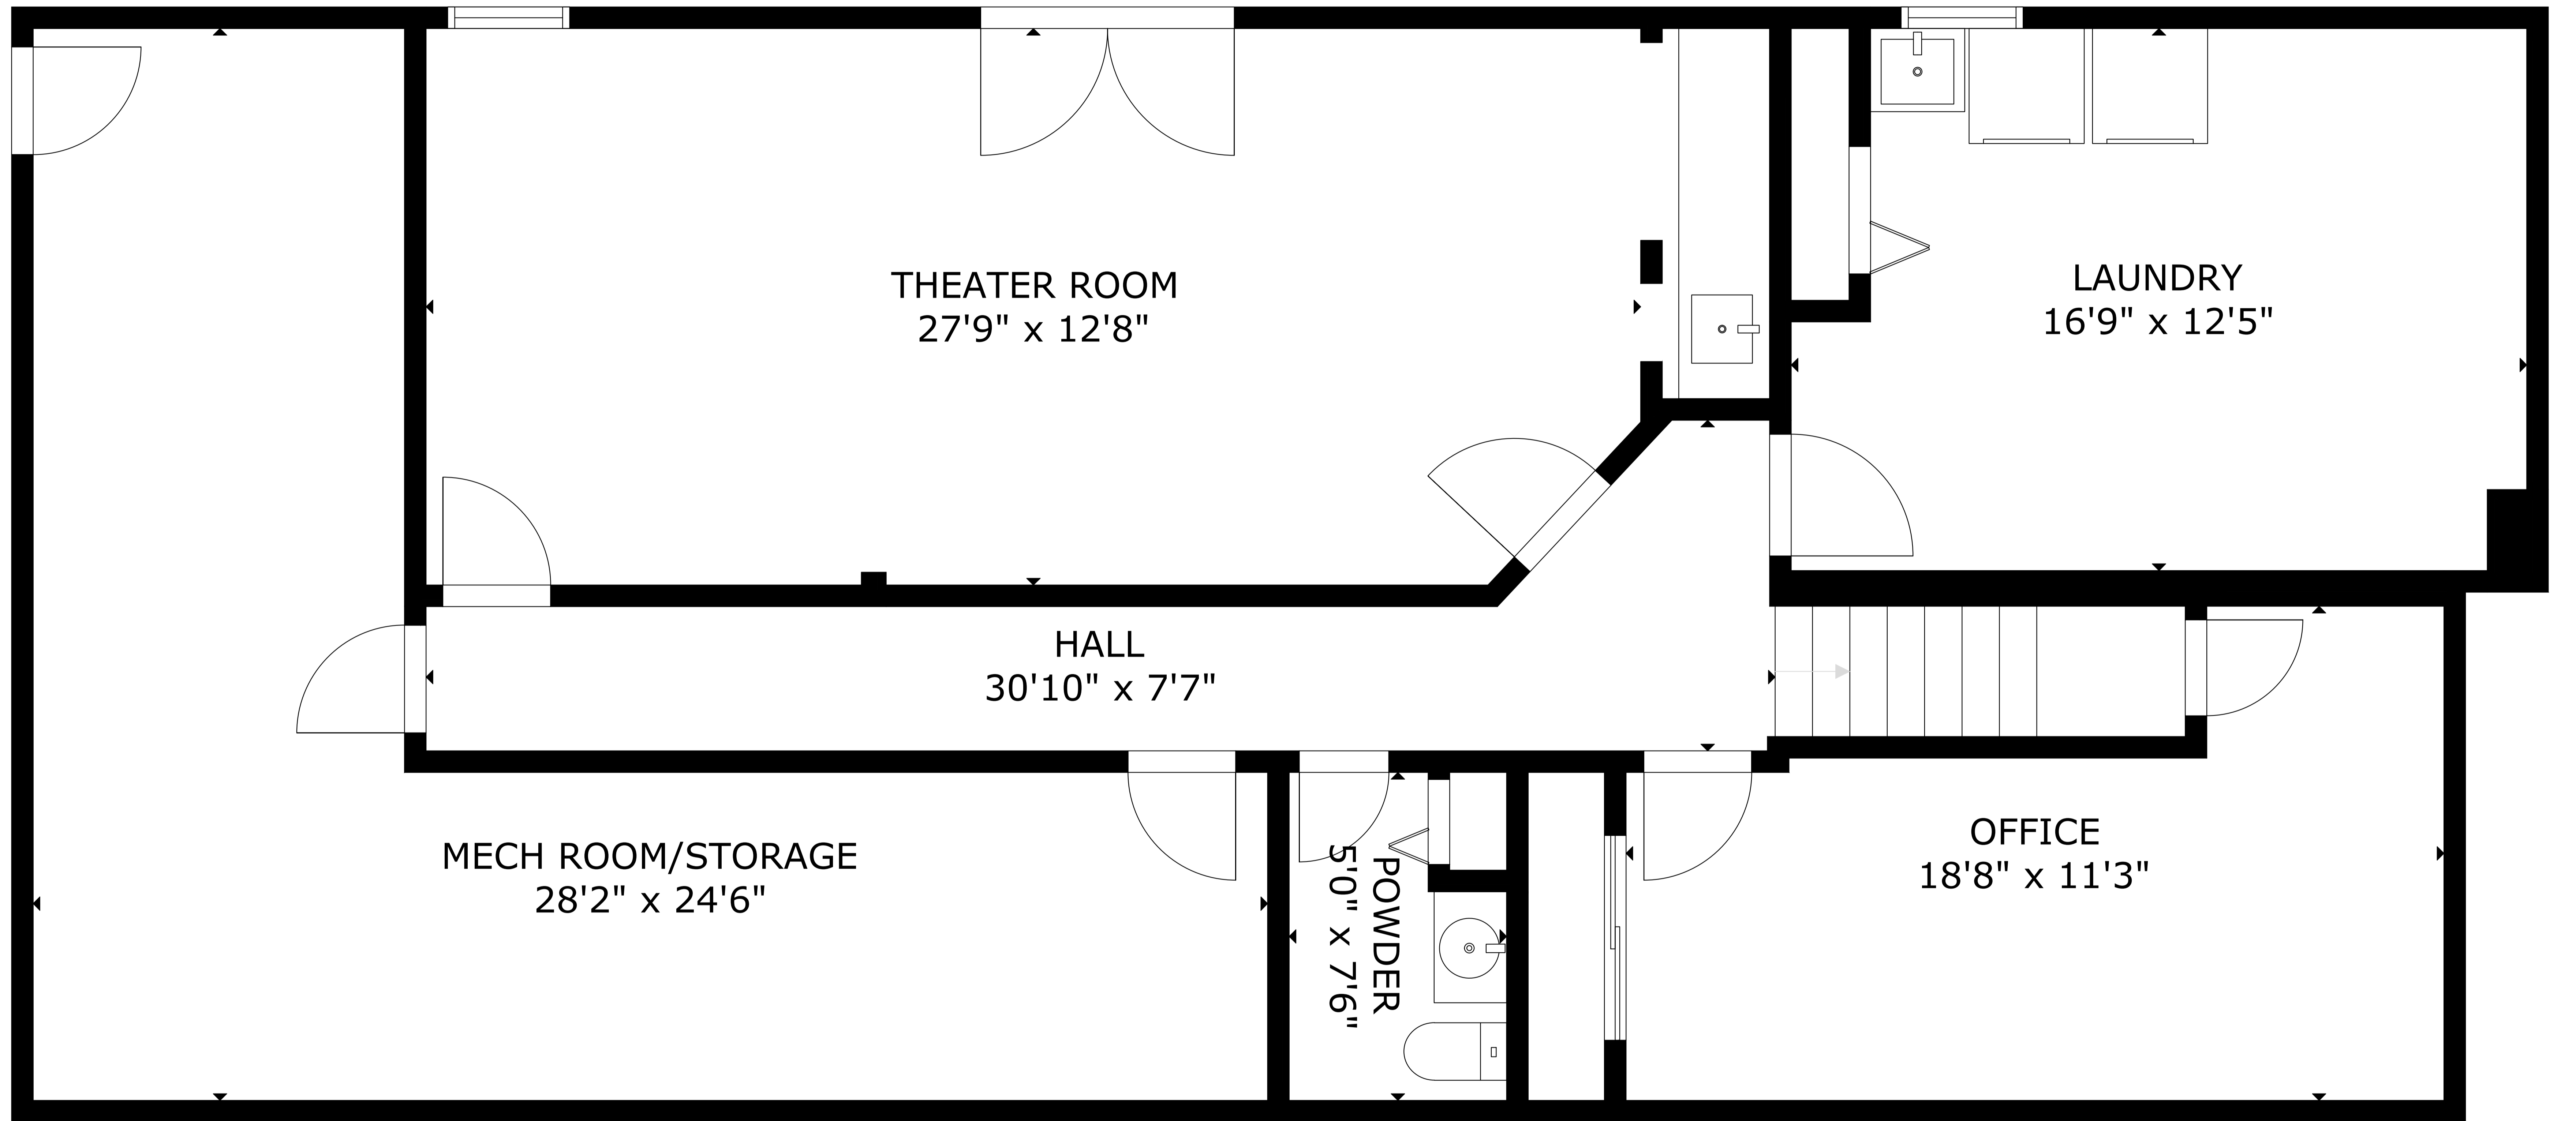 THEATER ROOM
27'9" x 12'8"
LAUNDRY
16'9" x 12'5"
HALL
30'10" x 7'7"
MECH ROOM/STORAGE
28'2" x 24'6"
POWDER
5'0" x 7'6"
OFFICE
18'8" x 11'3"